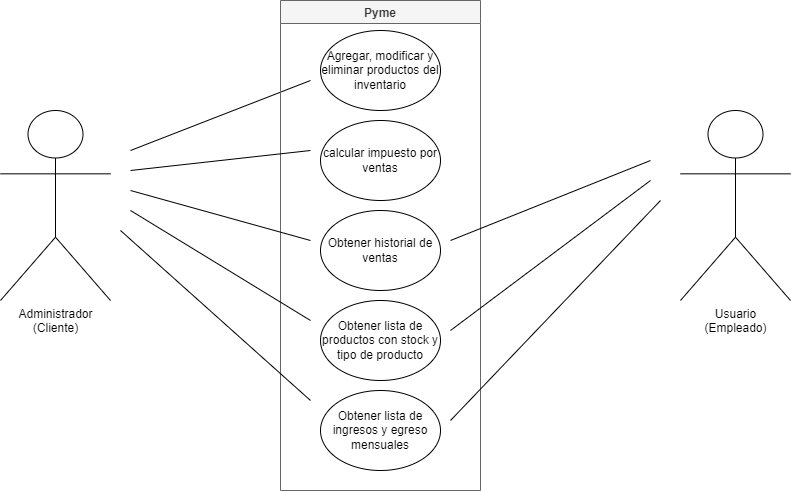 Pyme
Agregar, modificar y
eliminar productos del
inventario
calcular impuesto por
ventas
Obtener historial de
ventas
Obtener lista de
productos con stock y
tipo de producto
Obtener lista de
ingresos y egreso
mensuales
Administrador
(Cliente)
Usuario
(Empleado)